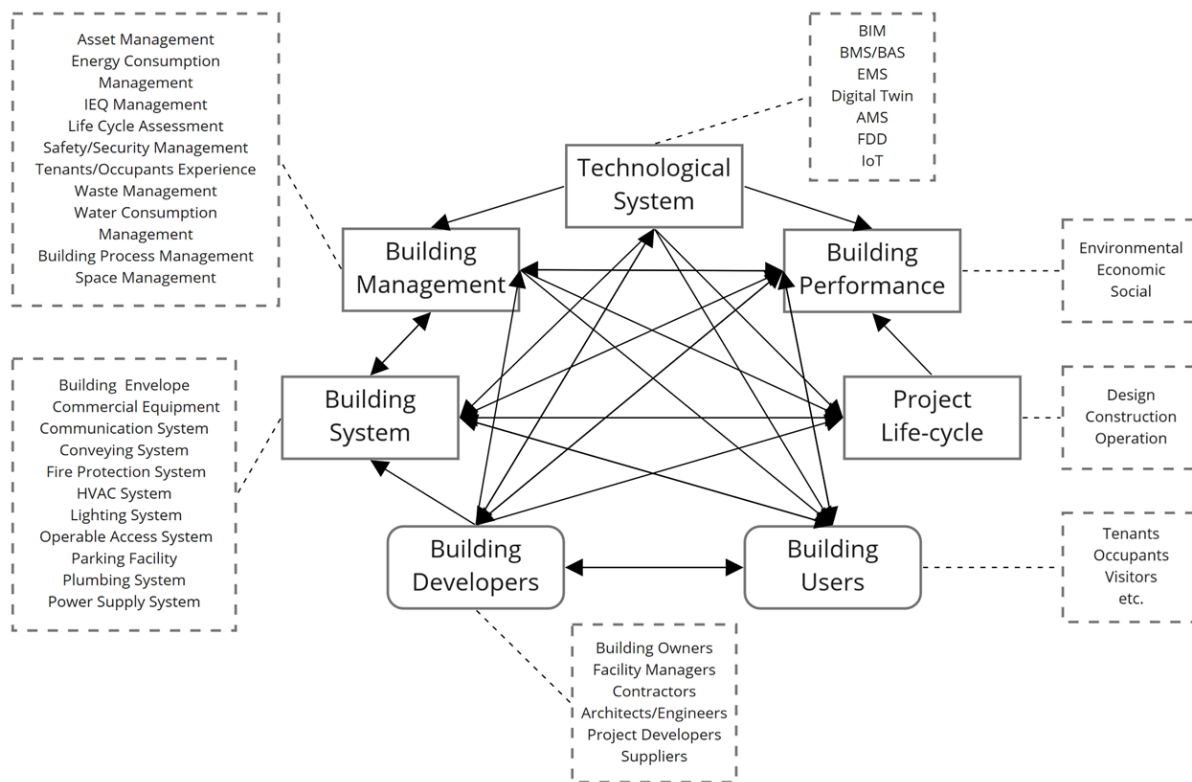 Asset Management
Energy Consumption
Management
IEQ Management
Life Cycle Assessment
Safety/Security Management
Tenants/Occupants Experience
Waste Management
Water Consumption
Management
Building Process Management
Space Management
BIM
BMS/BAS
EMS
Digital Twin
AMS
FDD
IoT
Technological
System
Building
Management
Building
Performance
Environmental
Economic
Social
Building Envelope
Commercial Equipment
Communication System
Conveying System
Fire Protection System
HVAC System
Lighting System
Operable Access System
Parking Facility
Plumbing System
Power Supply System
Building
System
Project
Life-cycle
Design
Construction
Operation
Building
Developers
Building
Users
Tenants
Occupants
Visitors
etc.
Building Owners
Facility Managers
Contractors
Architects/Engineers
Project Developers
Suppliers